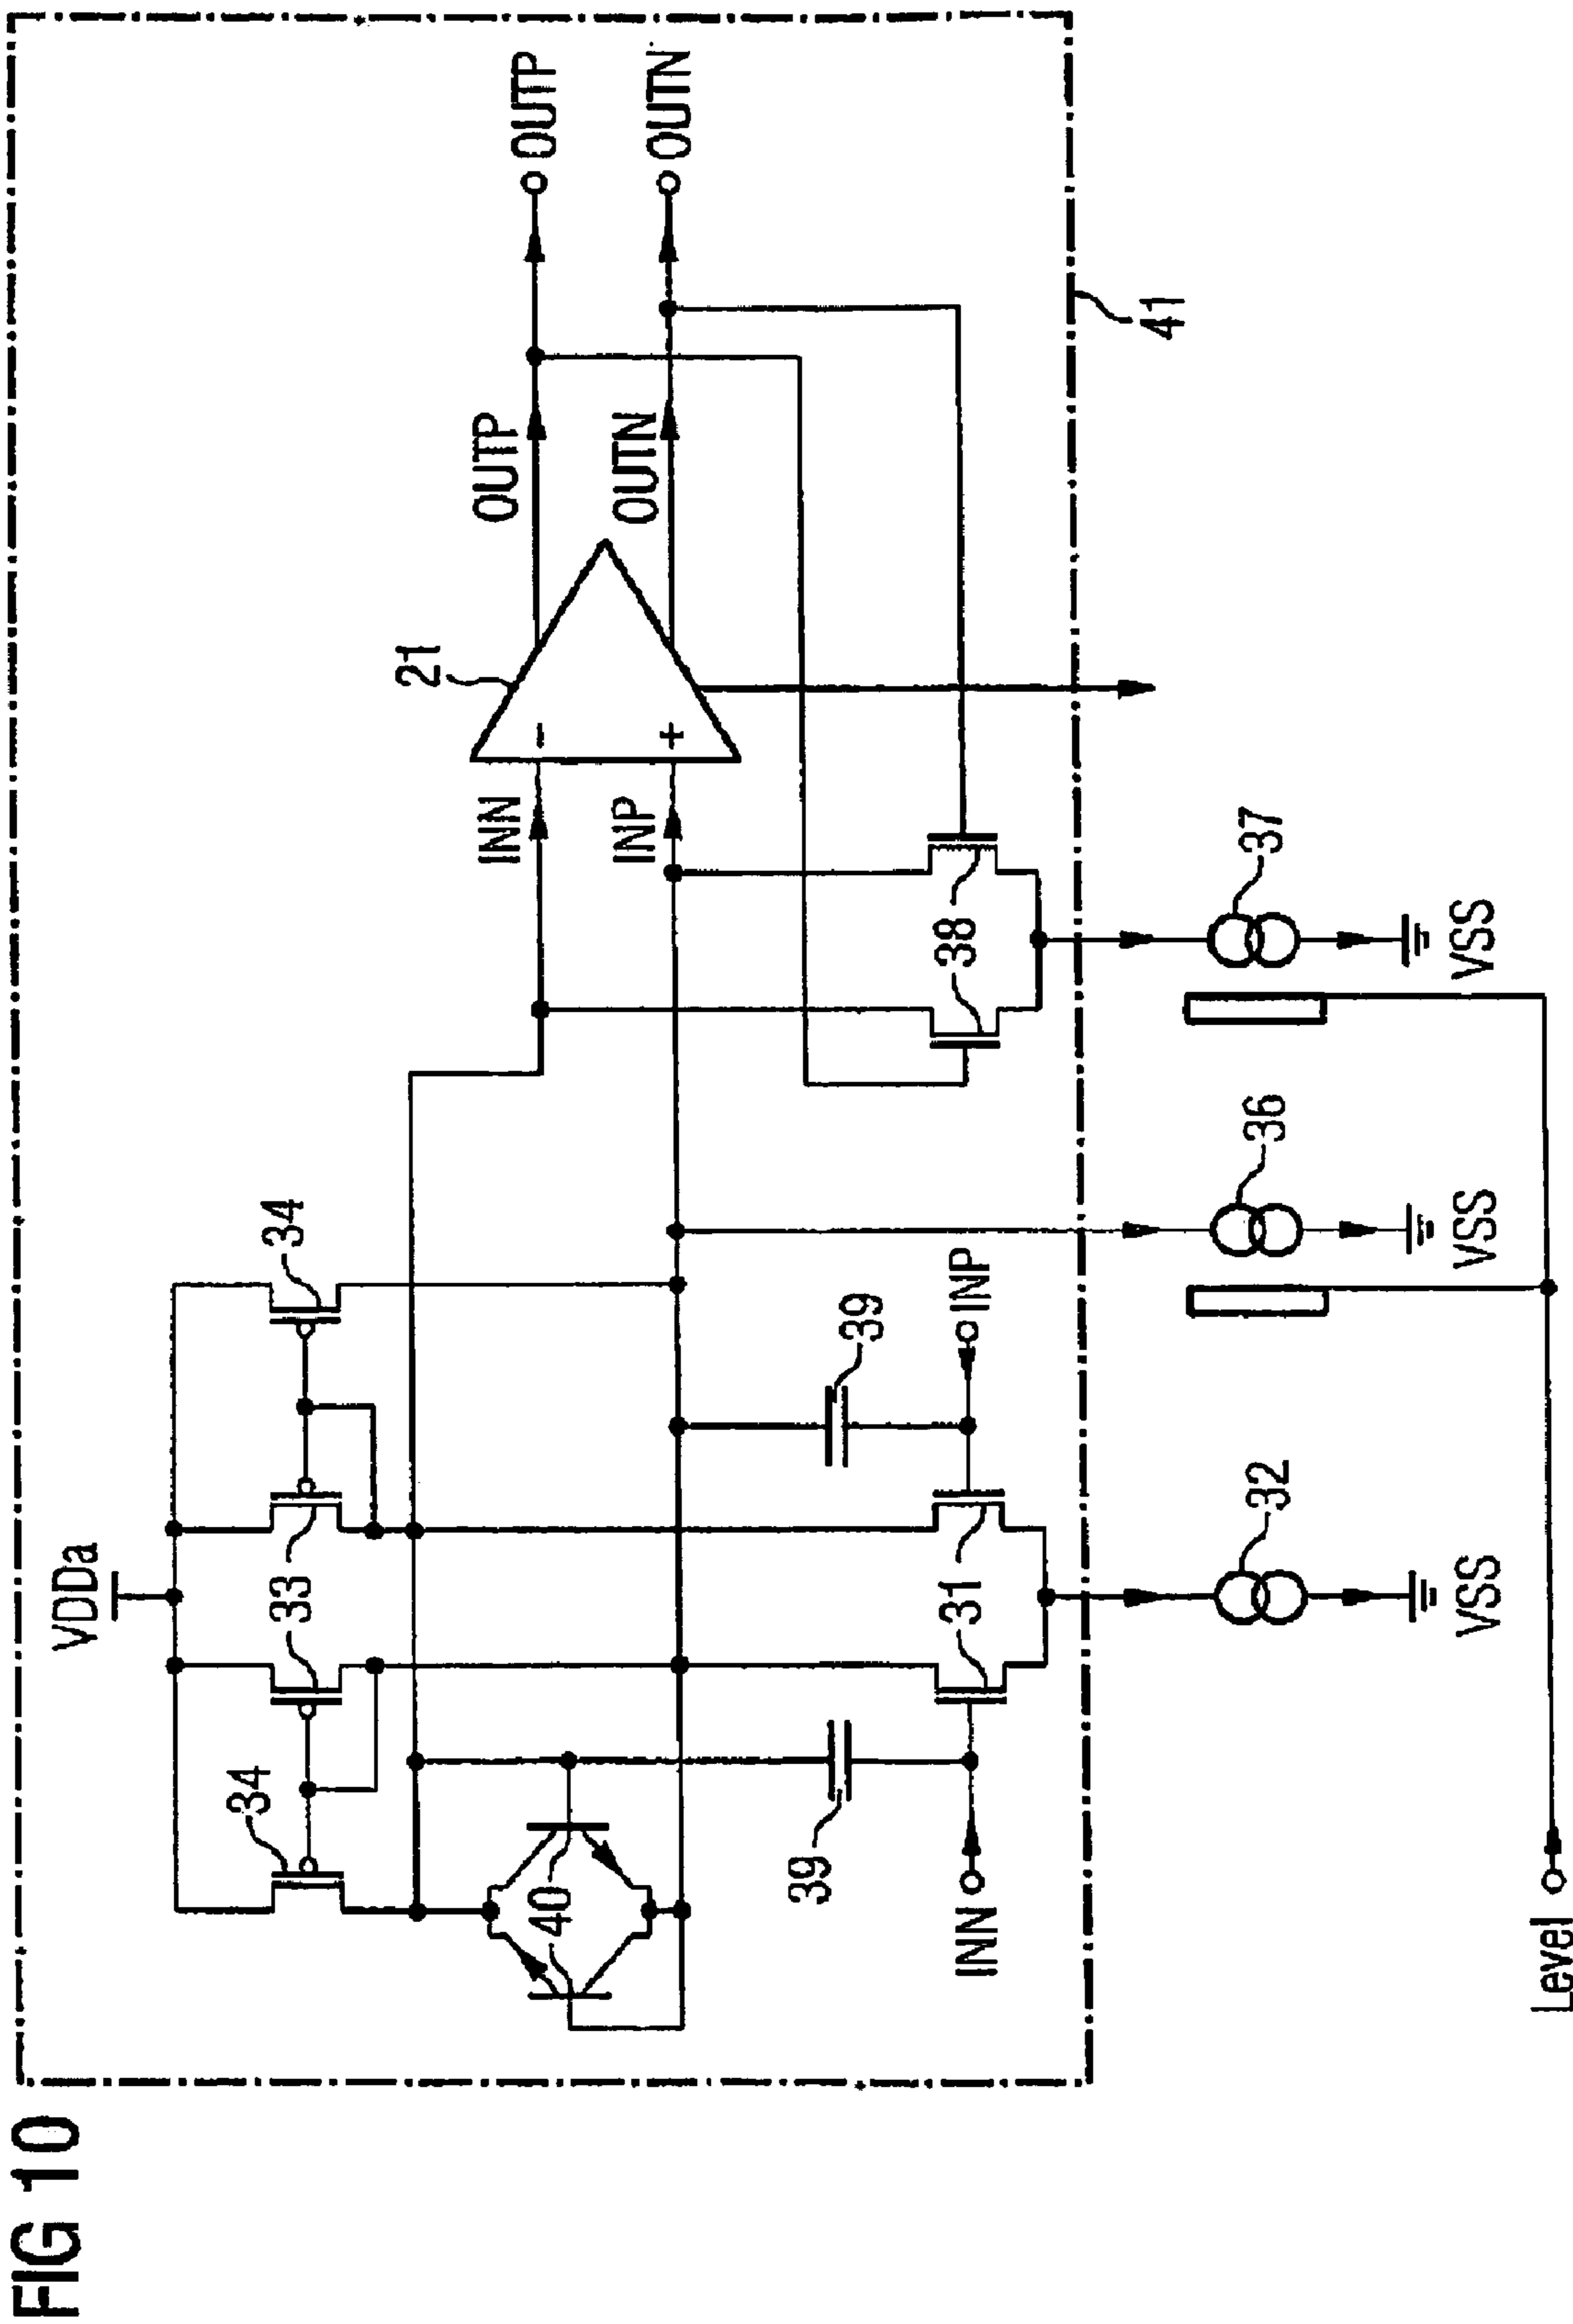 FIG 10
VDDa
34
33
34
40
39
39
INN
INP
31
32
VSS
36
VSS
37
VSS
38
INN
INP
-
+
21
OUTP
OUTN
OUTP
OUTN
41
Level